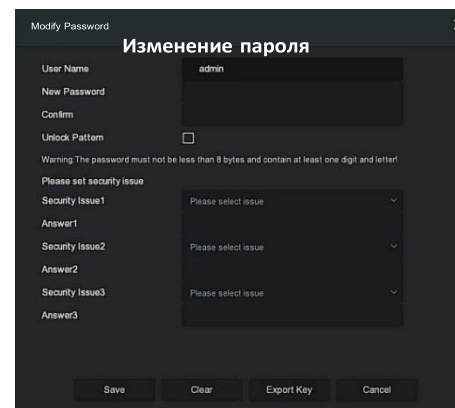 Modify Password
Изменение пароля
User Name admin
New Password
Confirm
Unlock Pattern
Warning:The password must not be less than 8 bytes and contain at least one digit and letter!
Please set security issue
Security Issue1 Please select issue
Answer1
Security Issue2 Please select issue
Answer2
Security Issue3 Please select issue
Answer3
Save Clear Export Key Cancel